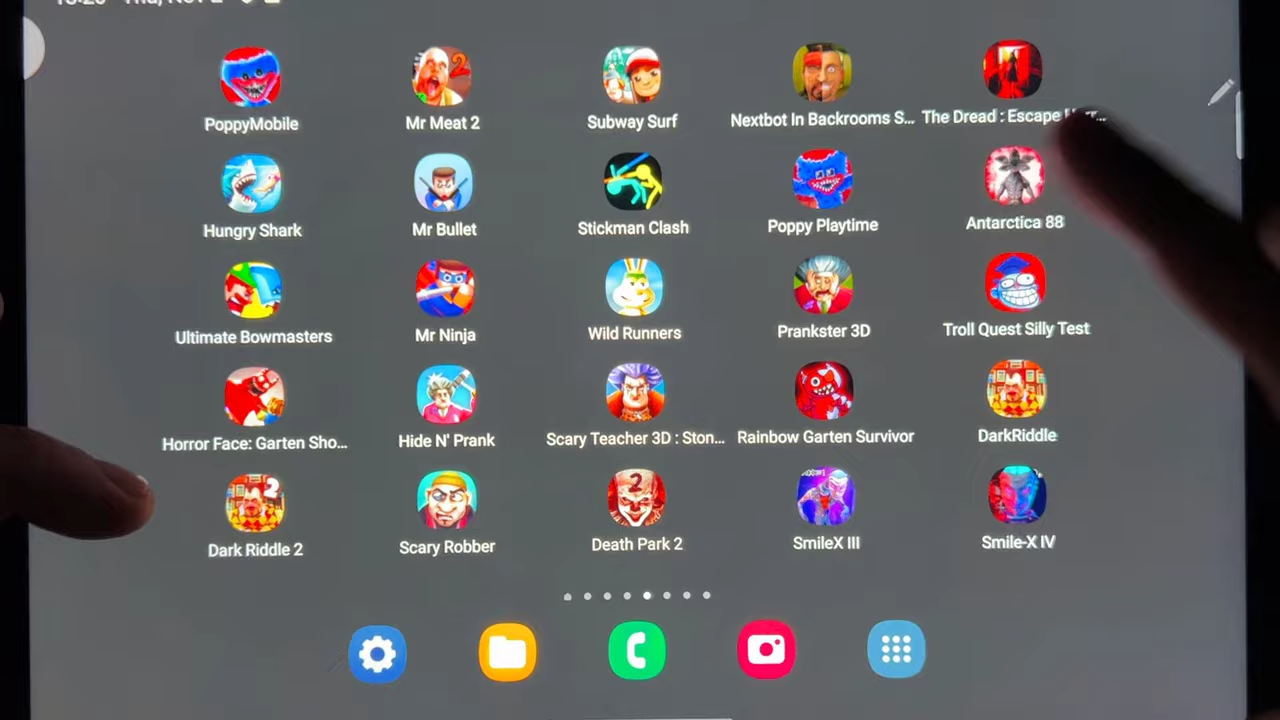 PoppyMobile
Mr Meat 2
Subway Surf
Nextbot In Backrooms S...
The Dread : Escape
Hungry Shark
Mr Bullet
Stickman Clash
Poppy Playtime
Antarctica 88
Ultimate Bowmasters
Mr Ninja
Wild Runners
Prankster 3D
Troll Quest Silly Test
Horror Face: Garten Sho...
Hide N' Prank
Scary Teacher 3D : Ston...
Rainbow Garten Survivor
DarkRiddle
2
2
Dark Riddle 2
Scary Robber
Death Park 2
SmileX III
Smile-X IV